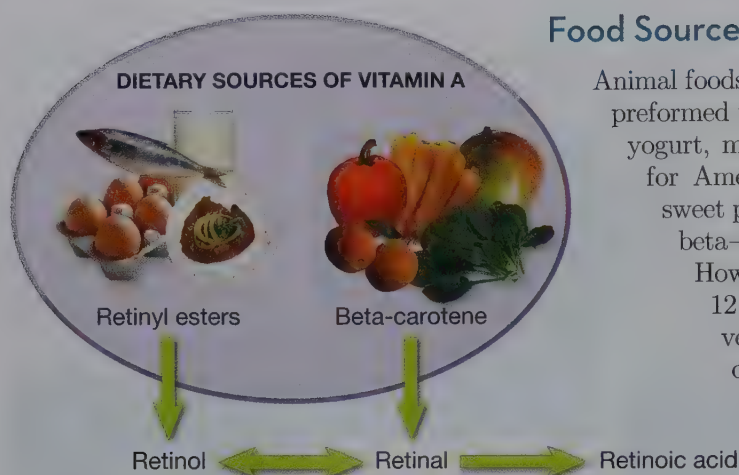 Food Source
DIETARY SOURCES OF VITAMIN A
Animal foods
preformed
yogurt, m
for Ame
sweet p
beta–
How
12
ve
o
Retinyl esters Beta-carotene
Retinol Retinal Retinoic acid